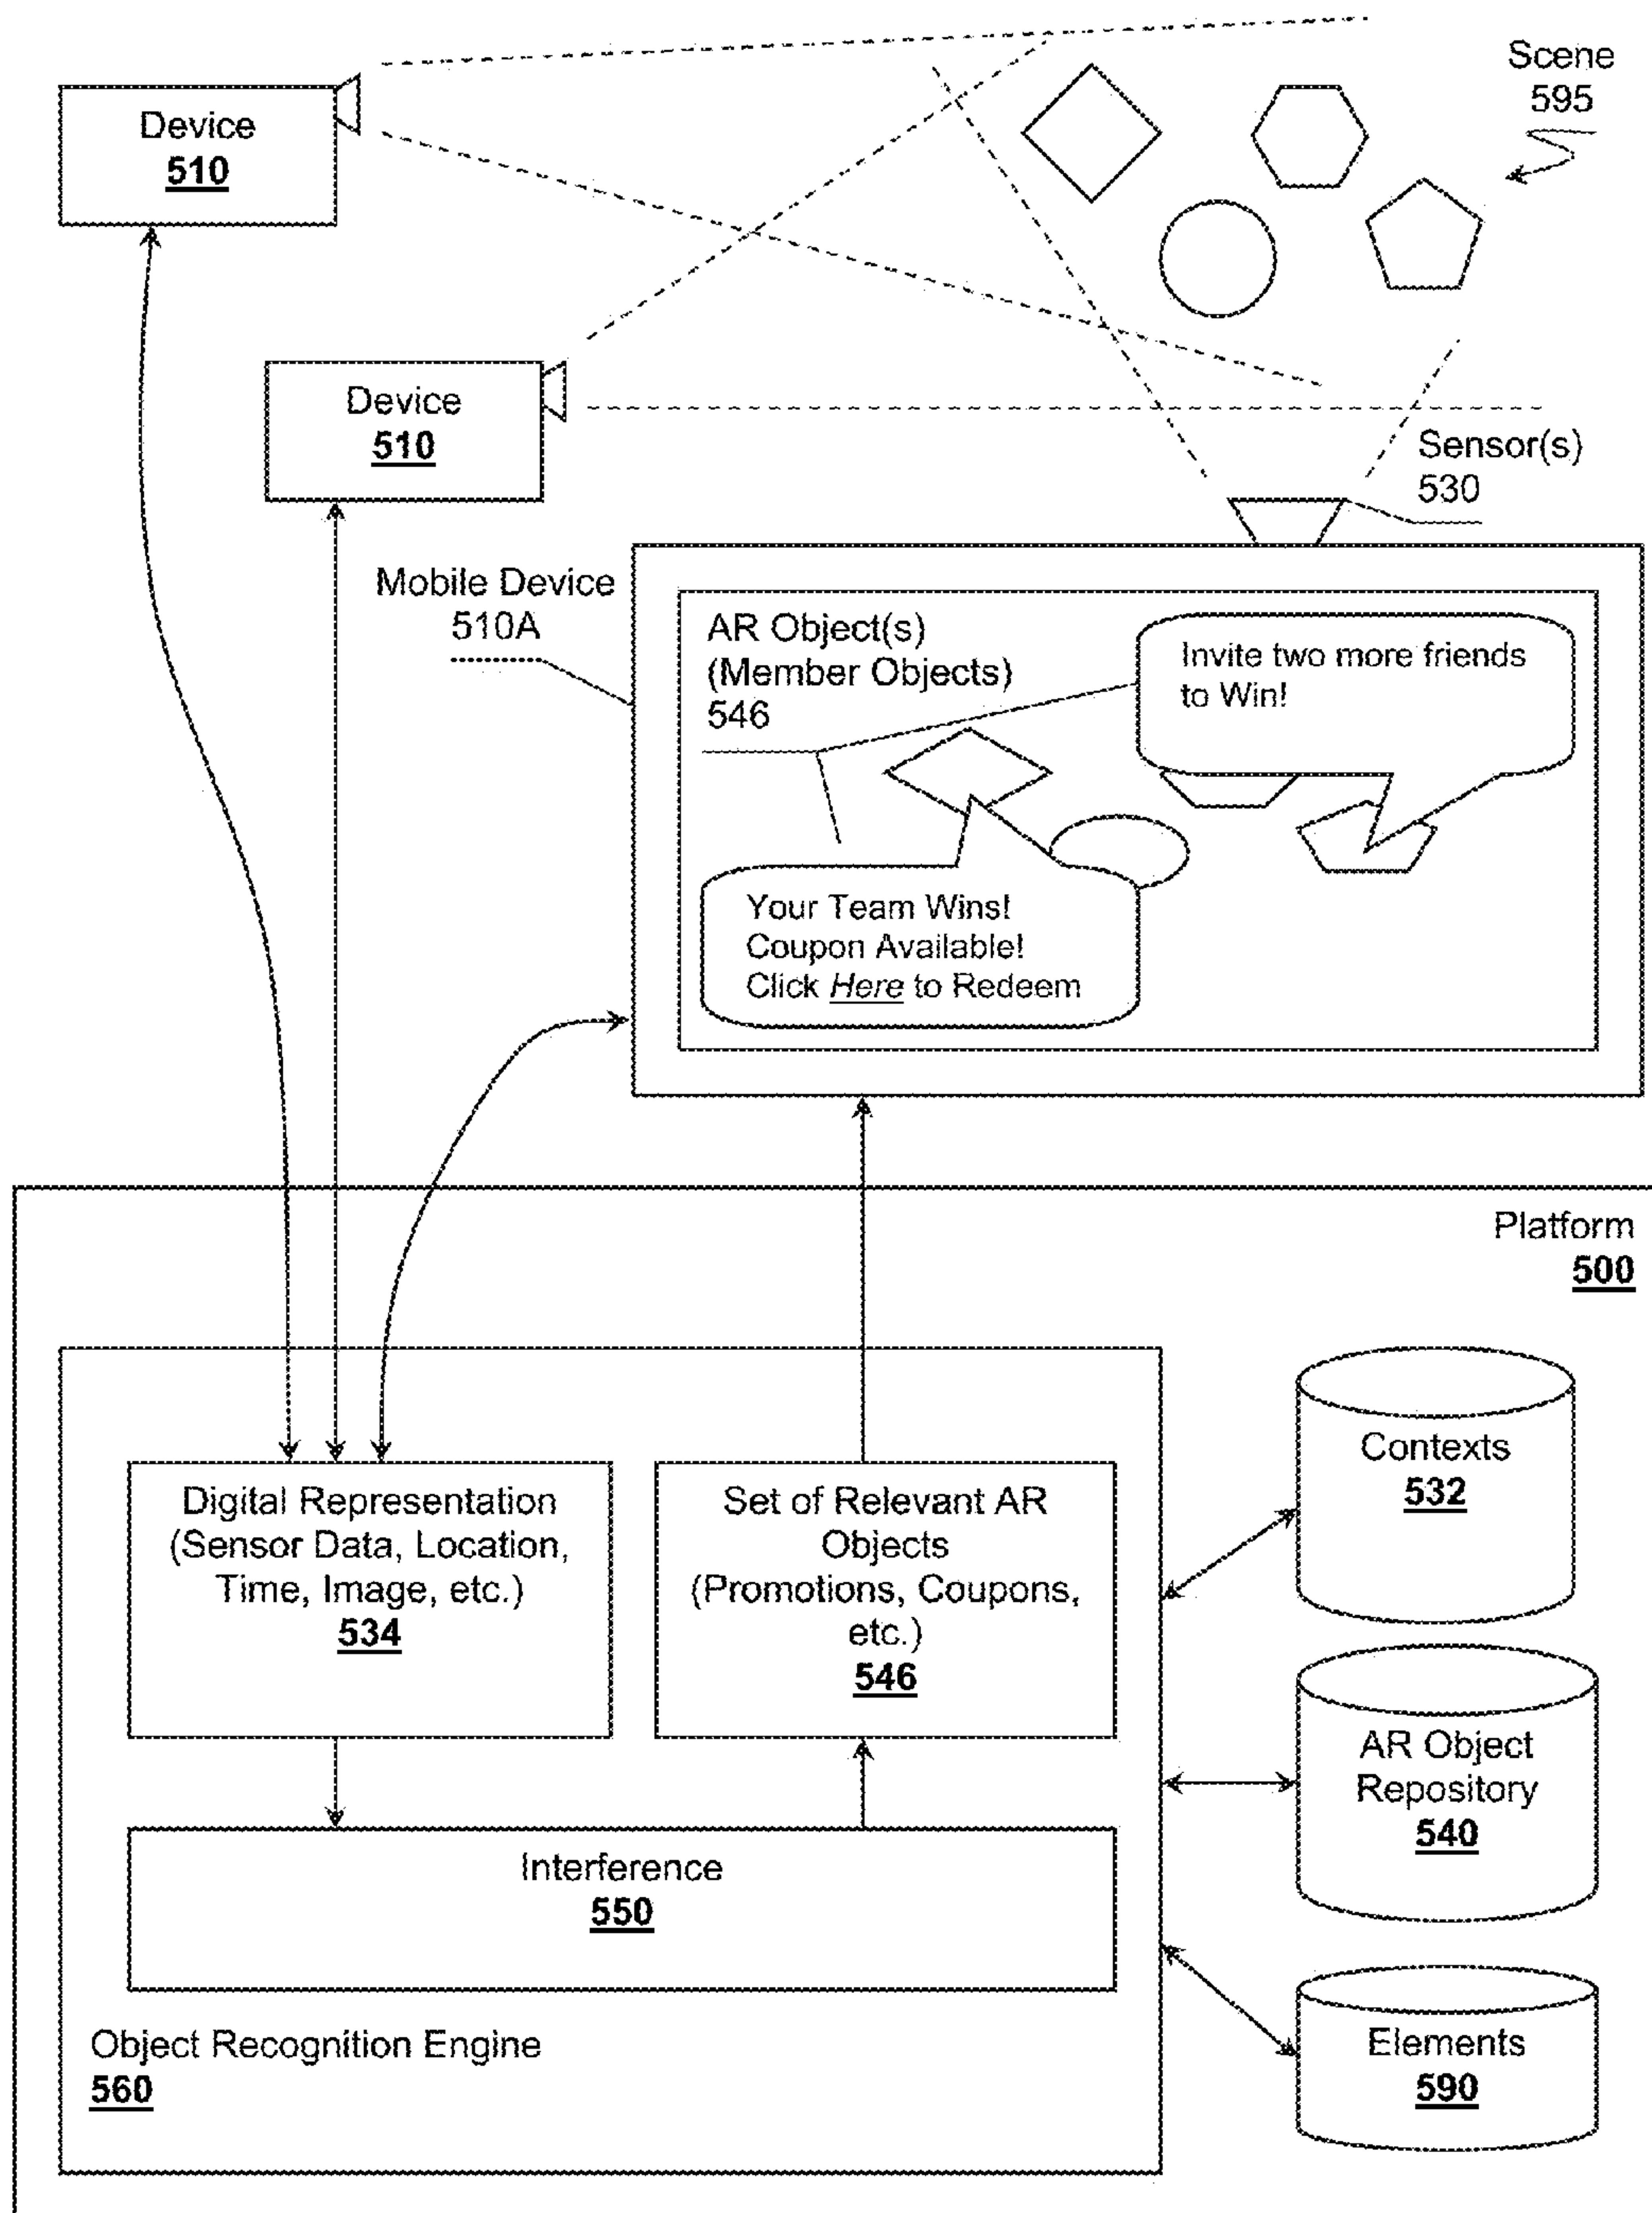 Scene
595
Device
510
Device
510
Sensor(s)
530
Mobile Device
510A
AR Object(s)
(Member Objects)
546
Invite two more friends
to Win!
Your Team Wins!
Coupon Available!
Click Here to Redeem
Platform
500
Digital Representation
(Sensor Data, Location,
Time, Image, etc.)
534
Set of Relevant AR
Objects
(Promotions, Coupons,
etc.)
546
Interference
550
Object Recognition Engine
560
Contexts
532
AR Object
Repository
540
Elements
590